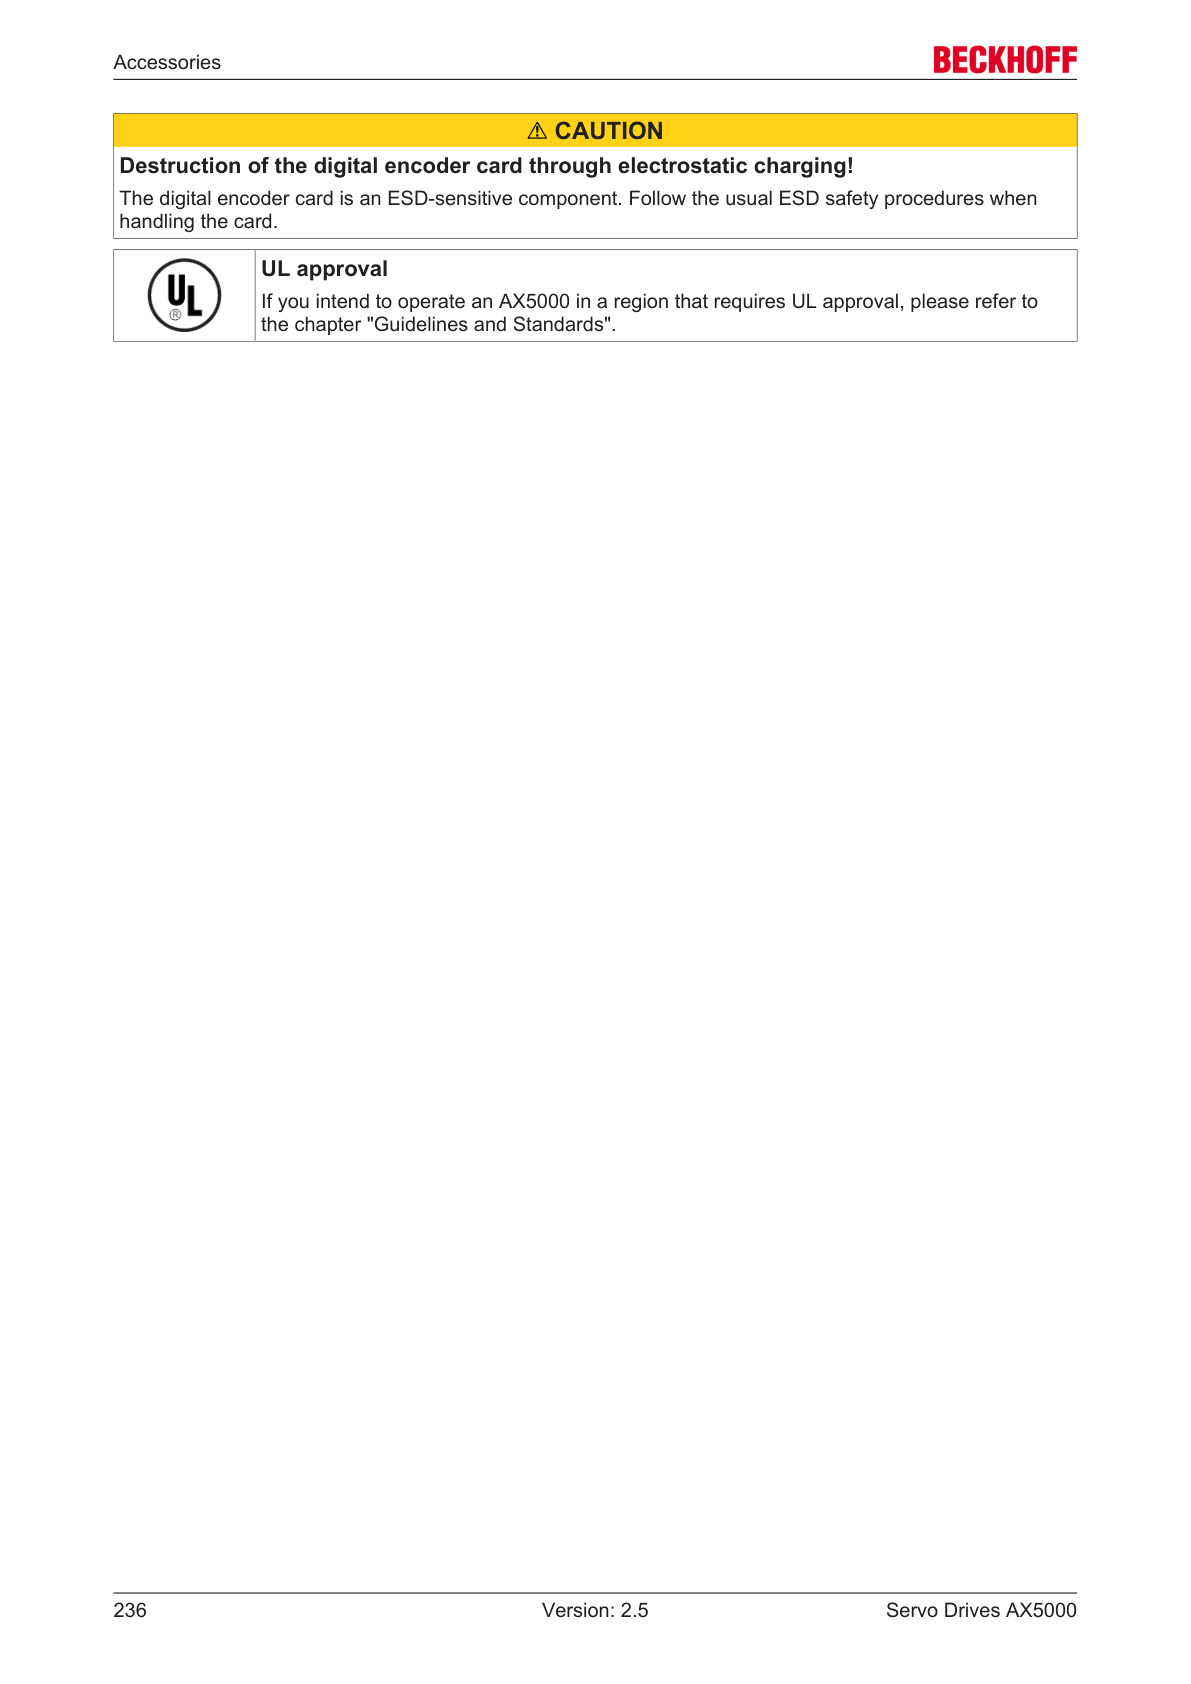 Accessories
BECKHOFF
⚠ CAUTION
Destruction of the digital encoder card through electrostatic charging!
The digital encoder card is an ESD-sensitive component. Follow the usual ESD safety procedures when
handling the card.
UL
®
UL approval
If you intend to operate an AX5000 in a region that requires UL approval, please refer to
the chapter "Guidelines and Standards".
236
Version: 2.5
Servo Drives AX5000